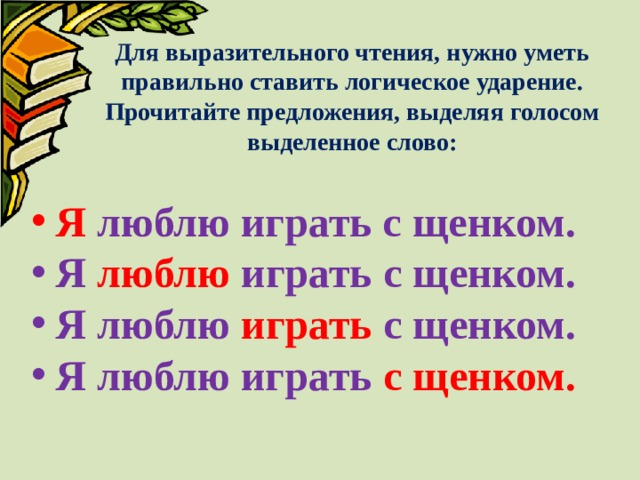 Для выразительного чтения, нужно уметь
правильно ставить логическое ударение.
Прочитайте предложения, выделяя голосом
выделенное слово:
• Я люблю играть с щенком.
• Я люблю играть с щенком.
• Я люблю играть с щенком.
• Я люблю играть с щенком.